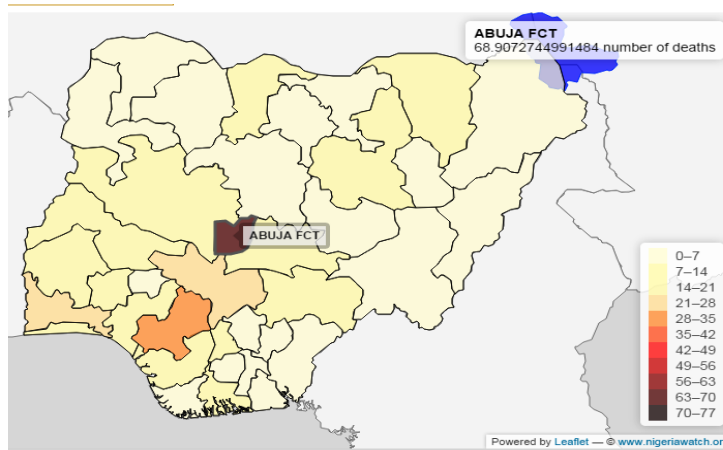 ABUJA FCT
68.9072744991484 number of deaths
ABUJA FCT
0–7
7–14
14–21
21–28
28–35
35–42
42–49
49–56
56–63
63–70
70–77
Powered by Leaflet — © www.nigeriawatch.or